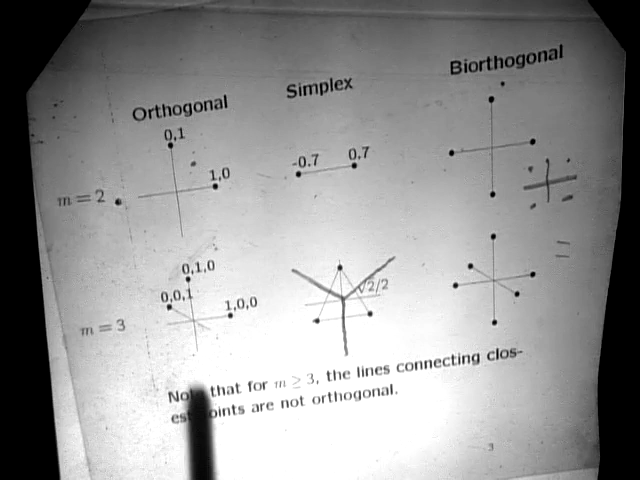 Orthogonal Simplex Biorthogonal
0,1
-0.7 0.7
1,0
m = 2
0,1,0
0,0,1
1,0,0
√2/2
m = 3
that for m ≥ 3, the lines connecting clos-
are not orthogonal.
3